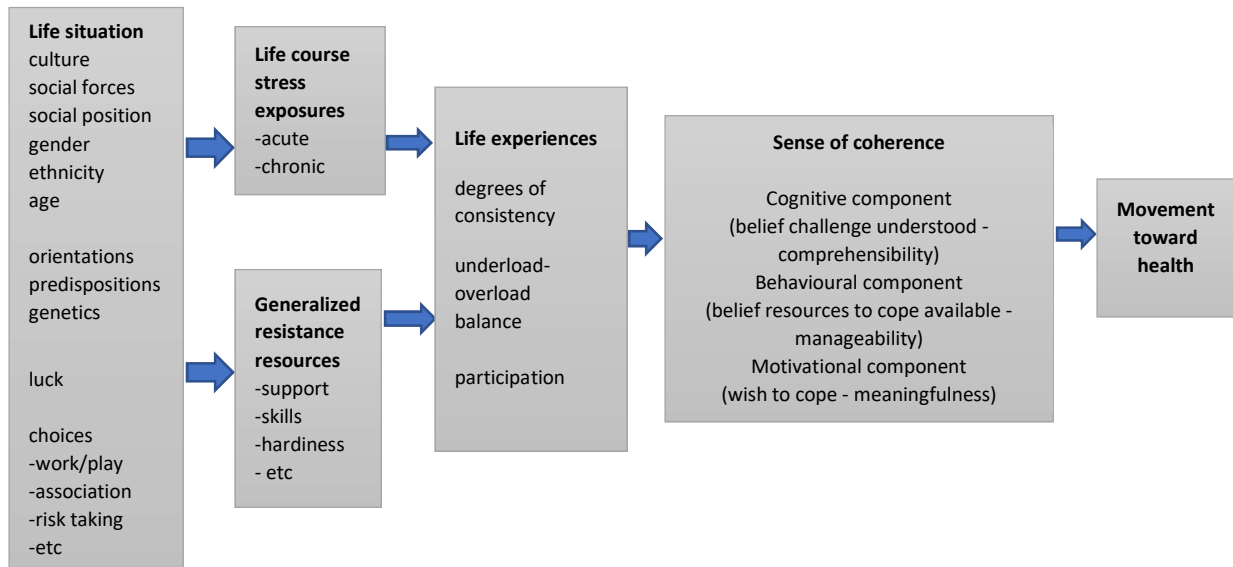 Life situation
culture
social forces
social position
gender
ethnicity
age
orientations
predispositions
genetics
luck
choices
-work/play
-association
-risk taking
-etc
Life course
stress
exposures
-acute
-chronic
Generalized
resistance
resources
-support
-skills
-hardiness
- etc
Life experiences
degrees of
consistency
underload-
overload
balance
participation
Sense of coherence
Cognitive component
(belief challenge understood -
comprehensibility)
Behavioural component
(belief resources to cope available -
manageability)
Motivational component
(wish to cope - meaningfulness)
Movement
toward
health